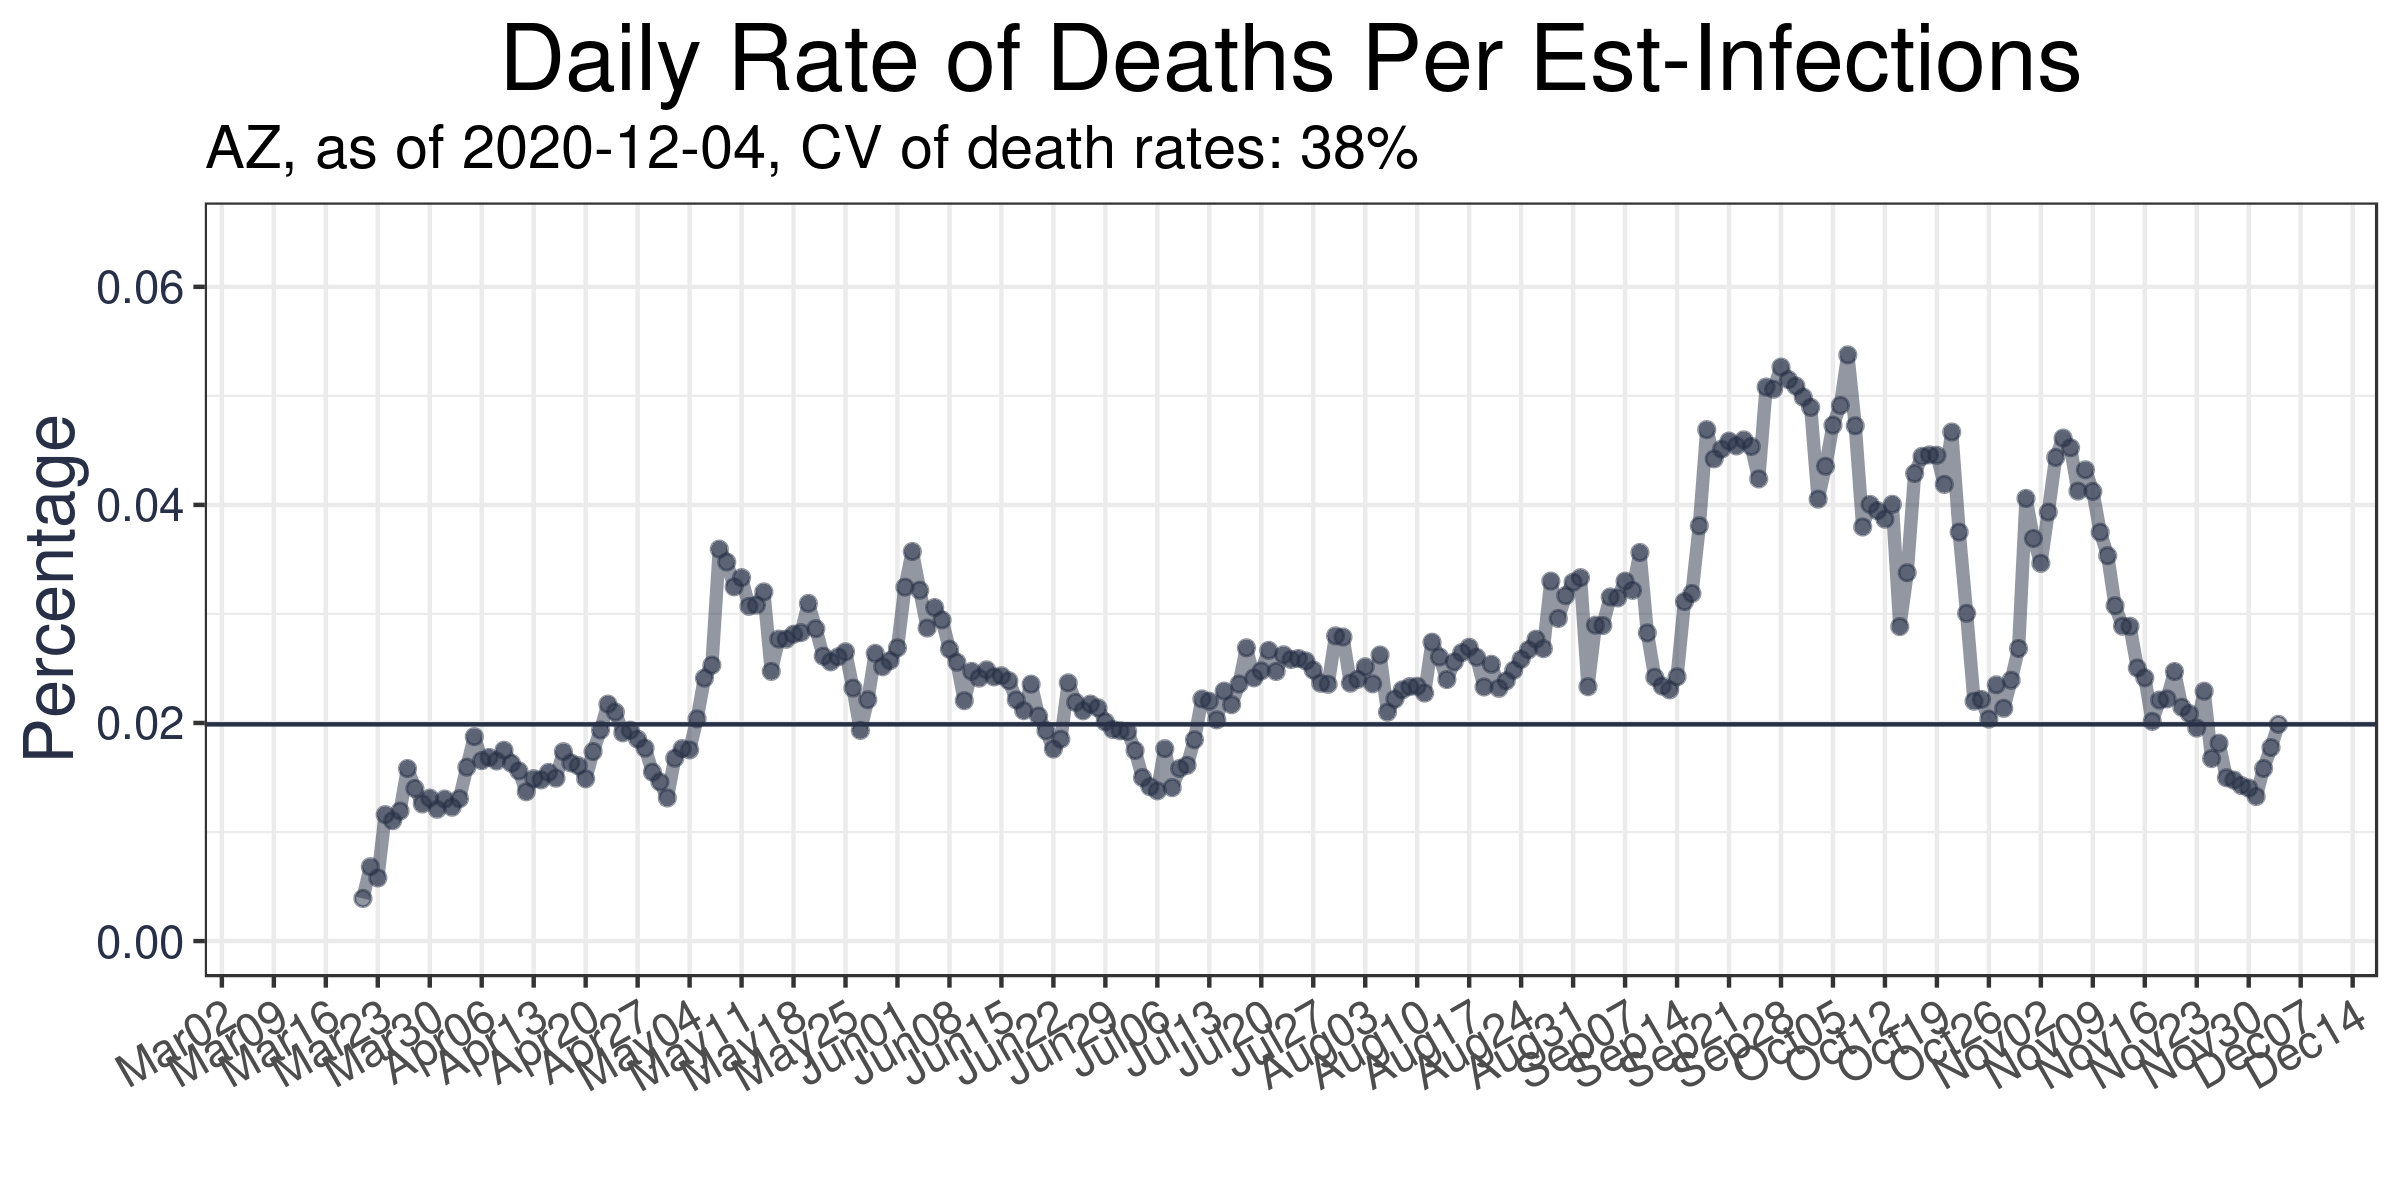 Daily Rate of Deaths Per Est-Infections
AZ, as of 2020-12-04, CV of death rates: 38%
Percentage
0.06
0.04
0.02
0.00
Mar02
Mar09
Mar16
Mar23
Mar30
Apr06
Apr13
Apr20
Apr27
May04
May11
May18
May25
Jun01
Jun08
Jun15
Jun22
Jun29
Jul06
Jul13
Jul20
Jul27
Aug03
Aug10
Aug17
Aug24
Aug31
Sep07
Sep14
Sep21
Sep28
Oct05
Oct12
Oct19
Oct26
Nov02
Nov09
Nov16
Nov23
Nov30
Dec07
Dec14